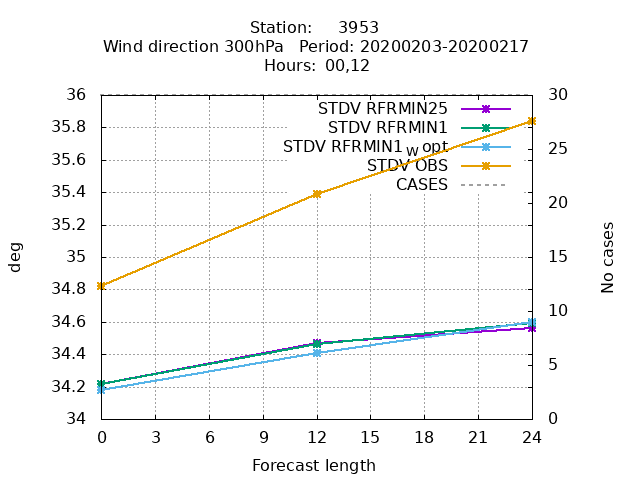 Station: 3953
Wind direction 300hPa Period: 20200203-20200217
Hours: 00,12
36
35.8
35.6
35.4
35.2
35
34.8
34.6
34.4
34.2
34
deg
30
25
20
15
10
5
0
No cases
STDV RFRMIN25
STDV RFRMIN1
STDV RFRMIN1_W opt
STDV OBS
CASES
0 3 6 9 12 15 18 21 24
Forecast length